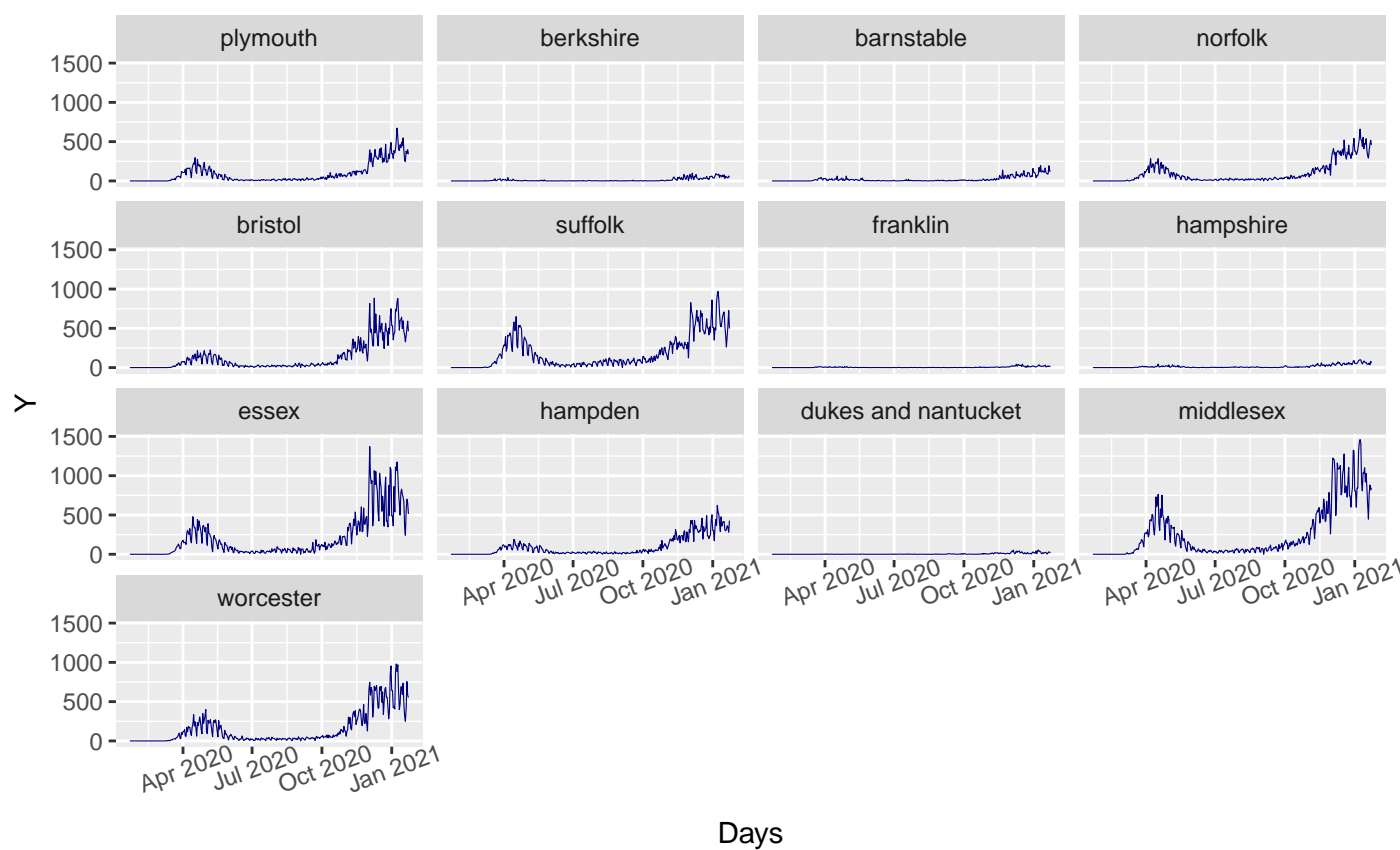 plymouth berkshire barnstable norfolk
1500
1000
500
0
bristol suffolk franklin hampshire
1500
1000
500
0
Y
essex hampden dukes and nantucket middlesex
1500
1000
500
0
Apr 2020 Jul 2020 Oct 2020 Jan 2021 Apr 2020 Jul 2020 Oct 2020 Jan 2021 Apr 2020 Jul 2020 Oct 2020 Jan 2021
worcester
1500
1000
500
0
Apr 2020 Jul 2020 Oct 2020 Jan 2021
Days